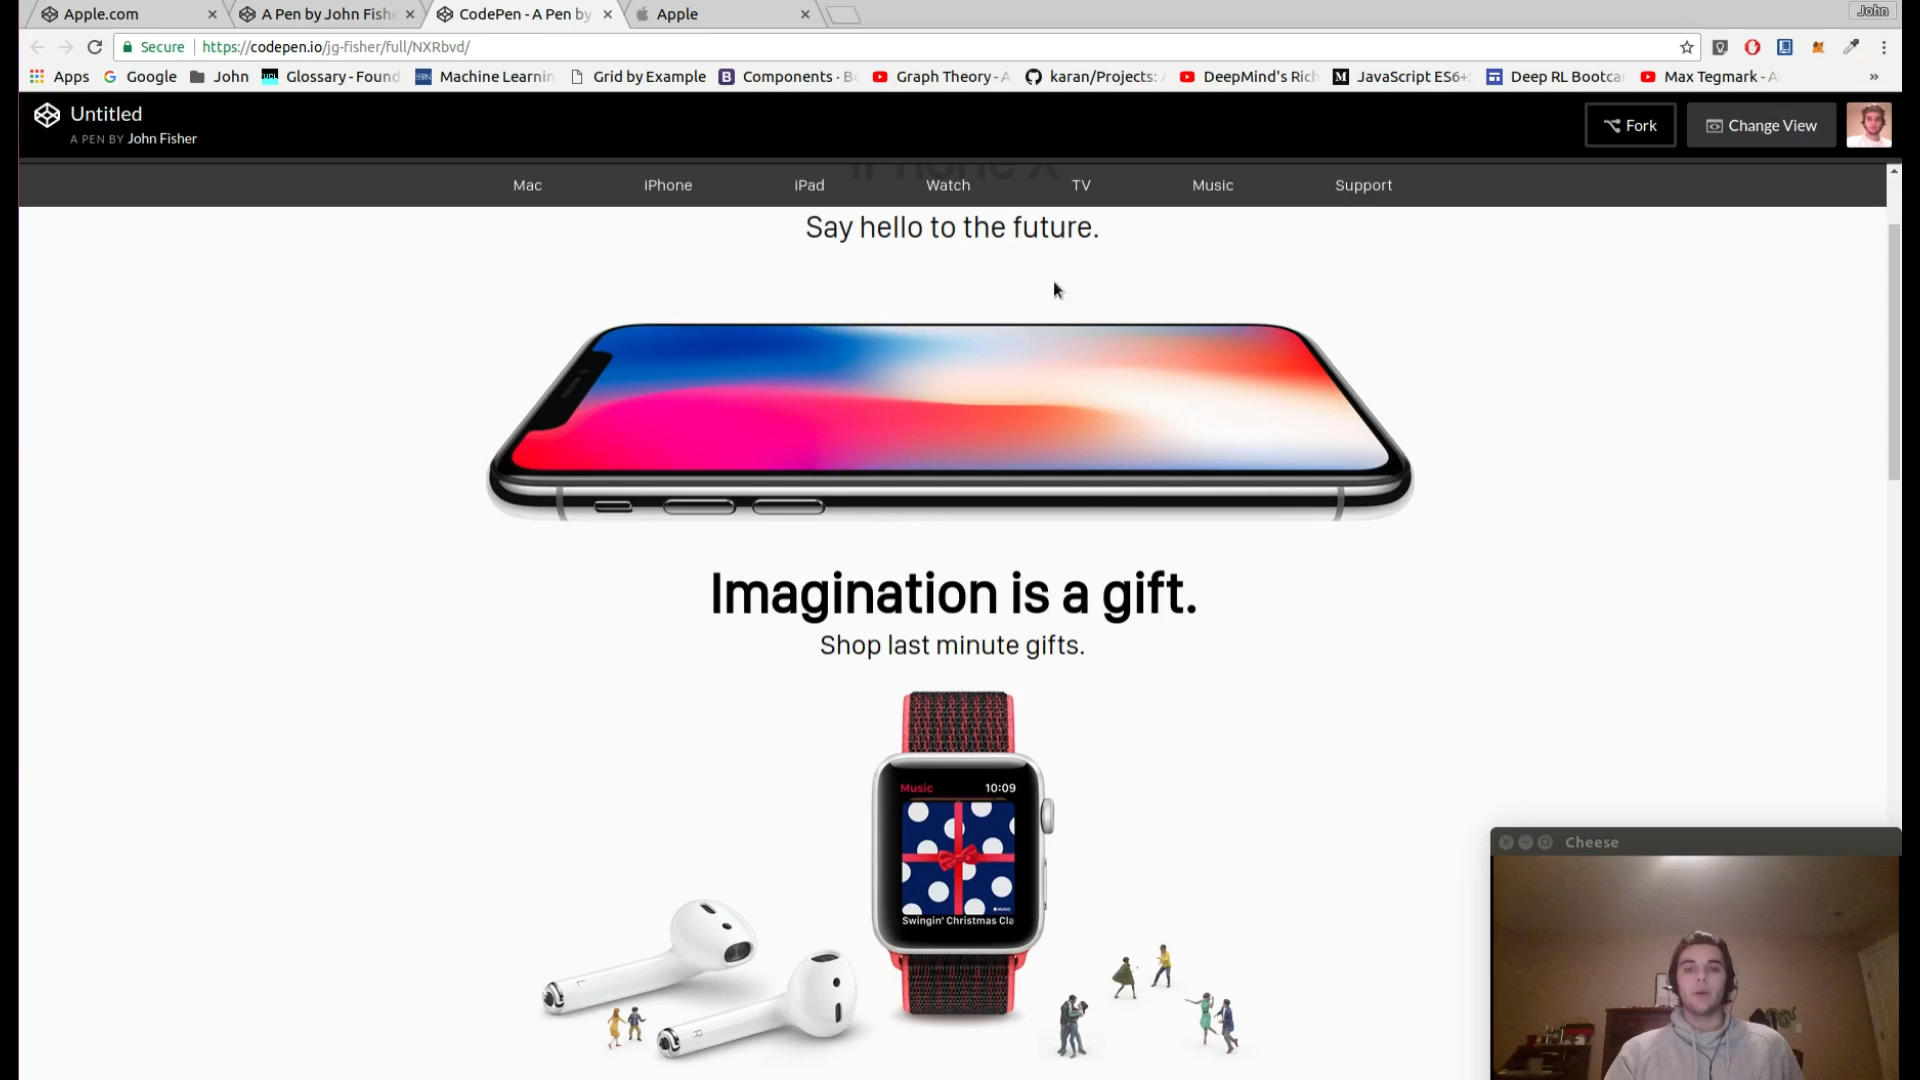 Apple.com
A Pen by John Fish
CodePen - A Pen by
Apple
John
Secure
https://codepen.io/jg-fisher/full/NXRbvd/
Apps
Google
John
Glossary - Found
Machine Learnin
Grid by Example
Components · B
Graph Theory - A
karan/Projects:
DeepMind's Rich
JavaScript ES6+:
Deep RL Bootca
Max Tegmark - A
»
Untitled
A PEN BY John Fisher
Fork
Change View
iPhone X
Mac
iPhone
iPad
Watch
TV
Music
Support
Say hello to the future.
Imagination is a gift.
Shop last minute gifts.
Music 10:09
MUSIC
Swingin' Christmas Cla
L
R
Cheese